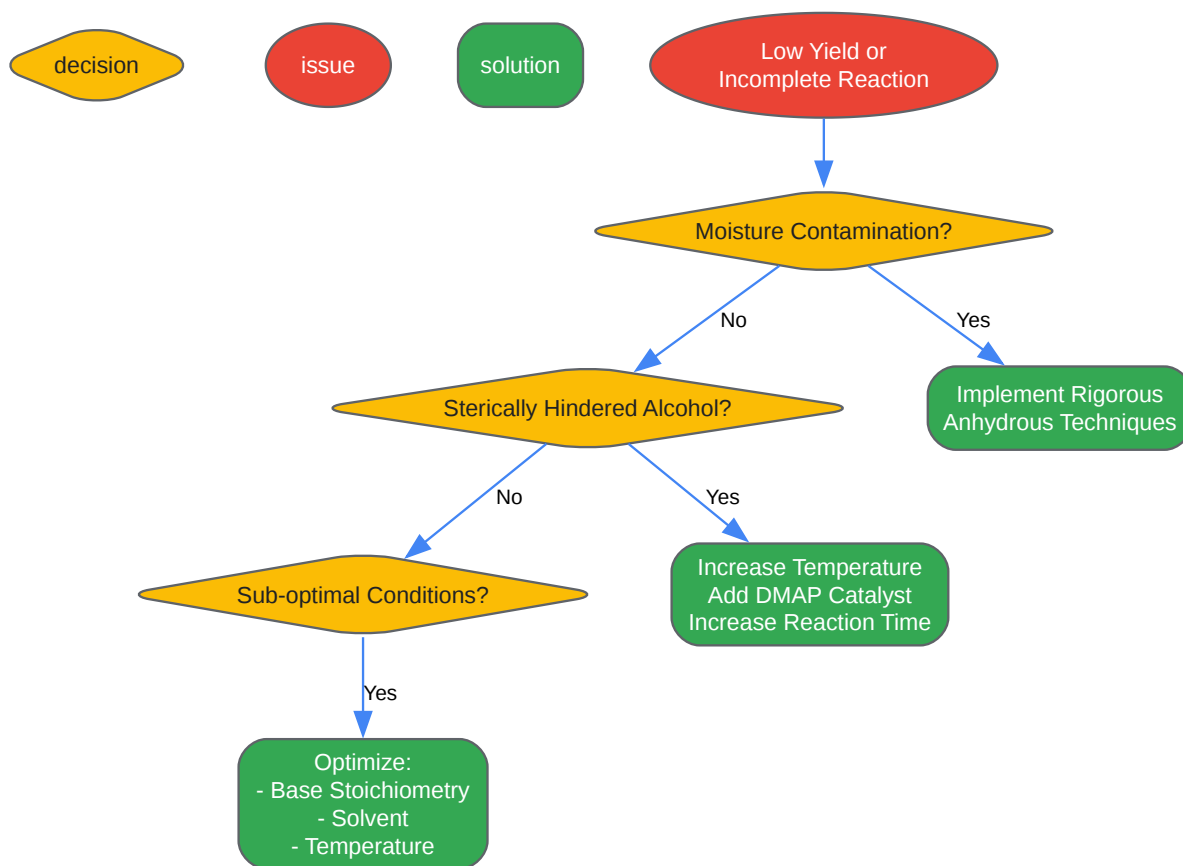 decision
issue
solution
Low Yield or
Incomplete Reaction
Moisture Contamination?
No
Yes
Sterically Hindered Alcohol?
Implement Rigorous
Anhydrous Techniques
No
Yes
Sub-optimal Conditions?
Increase Temperature
Add DMAP Catalyst
Increase Reaction Time
Yes
Optimize:
- Base Stoichiometry
- Solvent
- Temperature